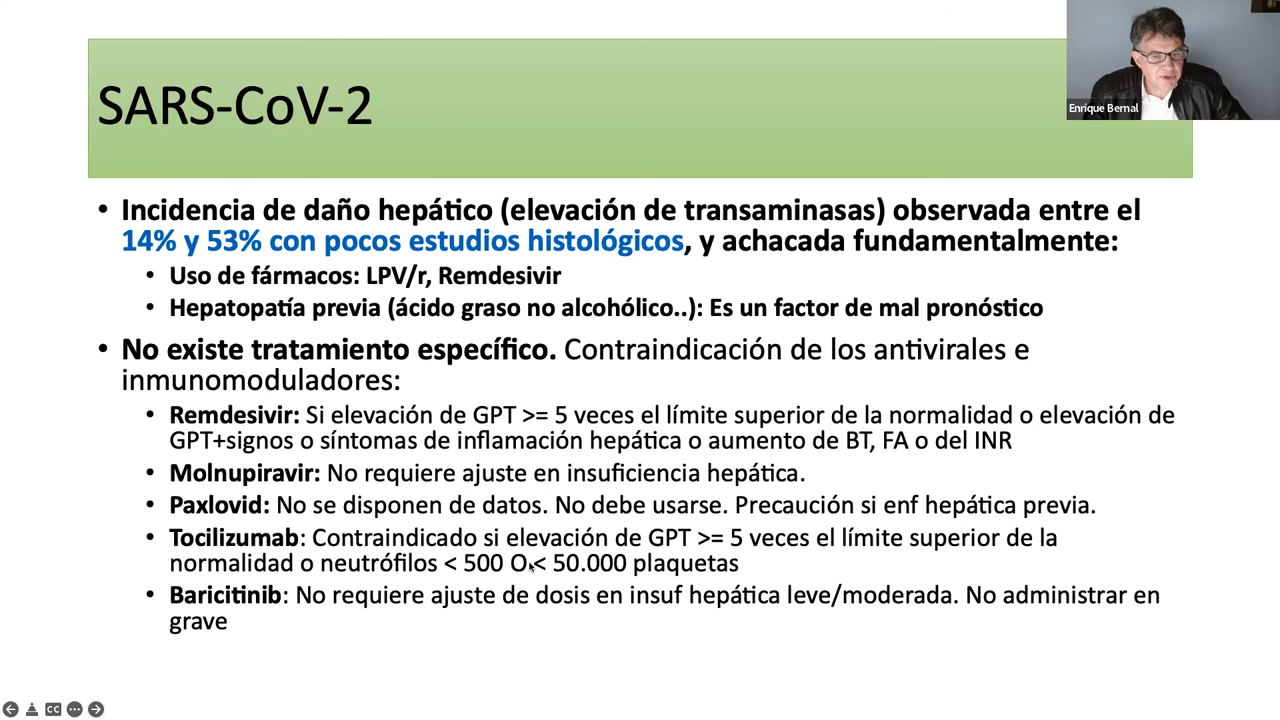 Enrique Bernal
SARS-CoV-2
• Incidencia de daño hepático (elevación de transaminasas) observada entre el
14% y 53% con pocos estudios histológicos, y achacada fundamentalmente:
• Uso de fármacos: LPV/r, Remdesivir
• Hepatopatía previa (ácido graso no alcohólico..): Es un factor de mal pronóstico
• No existe tratamiento específico. Contraindicación de los antivirales e
inmunomoduladores:
• Remdesivir: Si elevación de GPT >= 5 veces el límite superior de la normalidad o elevación de
GPT+signos o síntomas de inflamación hepática o aumento de BT, FA o del INR
• Molnupiravir: No requiere ajuste en insuficiencia hepática.
• Paxlovid: No se disponen de datos. No debe usarse. Precaución si enf hepática previa.
• Tocilizumab: Contraindicado si elevación de GPT >= 5 veces el límite superior de la
normalidad o neutrófilos < 500 O < 50.000 plaquetas
• Baricitinib: No requiere ajuste de dosis en insuf hepática leve/moderada. No administrar en
grave
CC